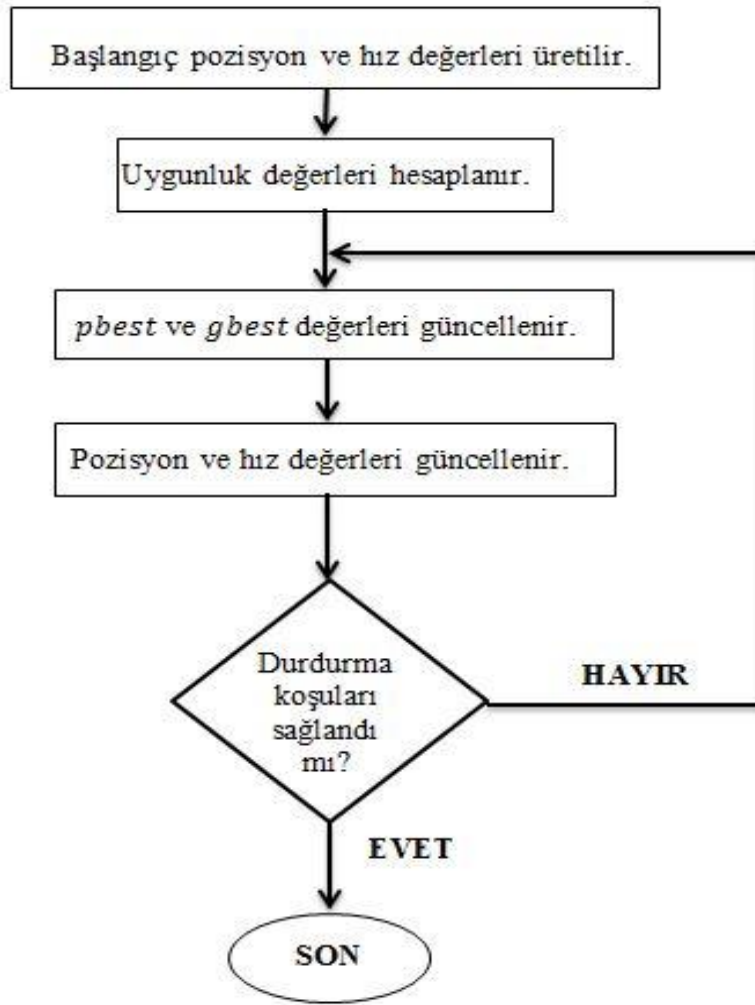 Başlangıç pozisyon ve hız değerleri üretilir.
Uygunluk değerleri hesaplanır.
pbest ve gbest değerleri güncellenir.
Pozisyon ve hız değerleri güncellenir.
Durdurma
koşuları
sağlandı
mı?
HAYIR
EVET
SON